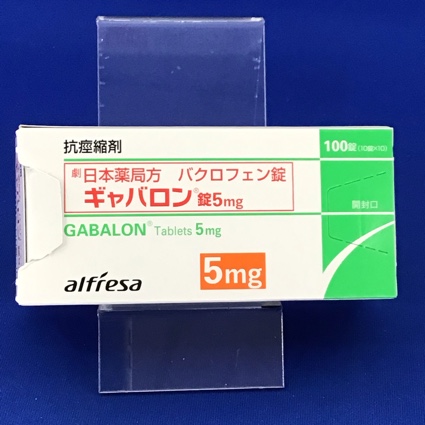 抗痙縮剤
100錠(10錠×10)
劇 日本薬局方 バクロフェン錠
ギャバロン®錠5mg
GABALON® Tablets 5mg
開封口
5mg
alfresa